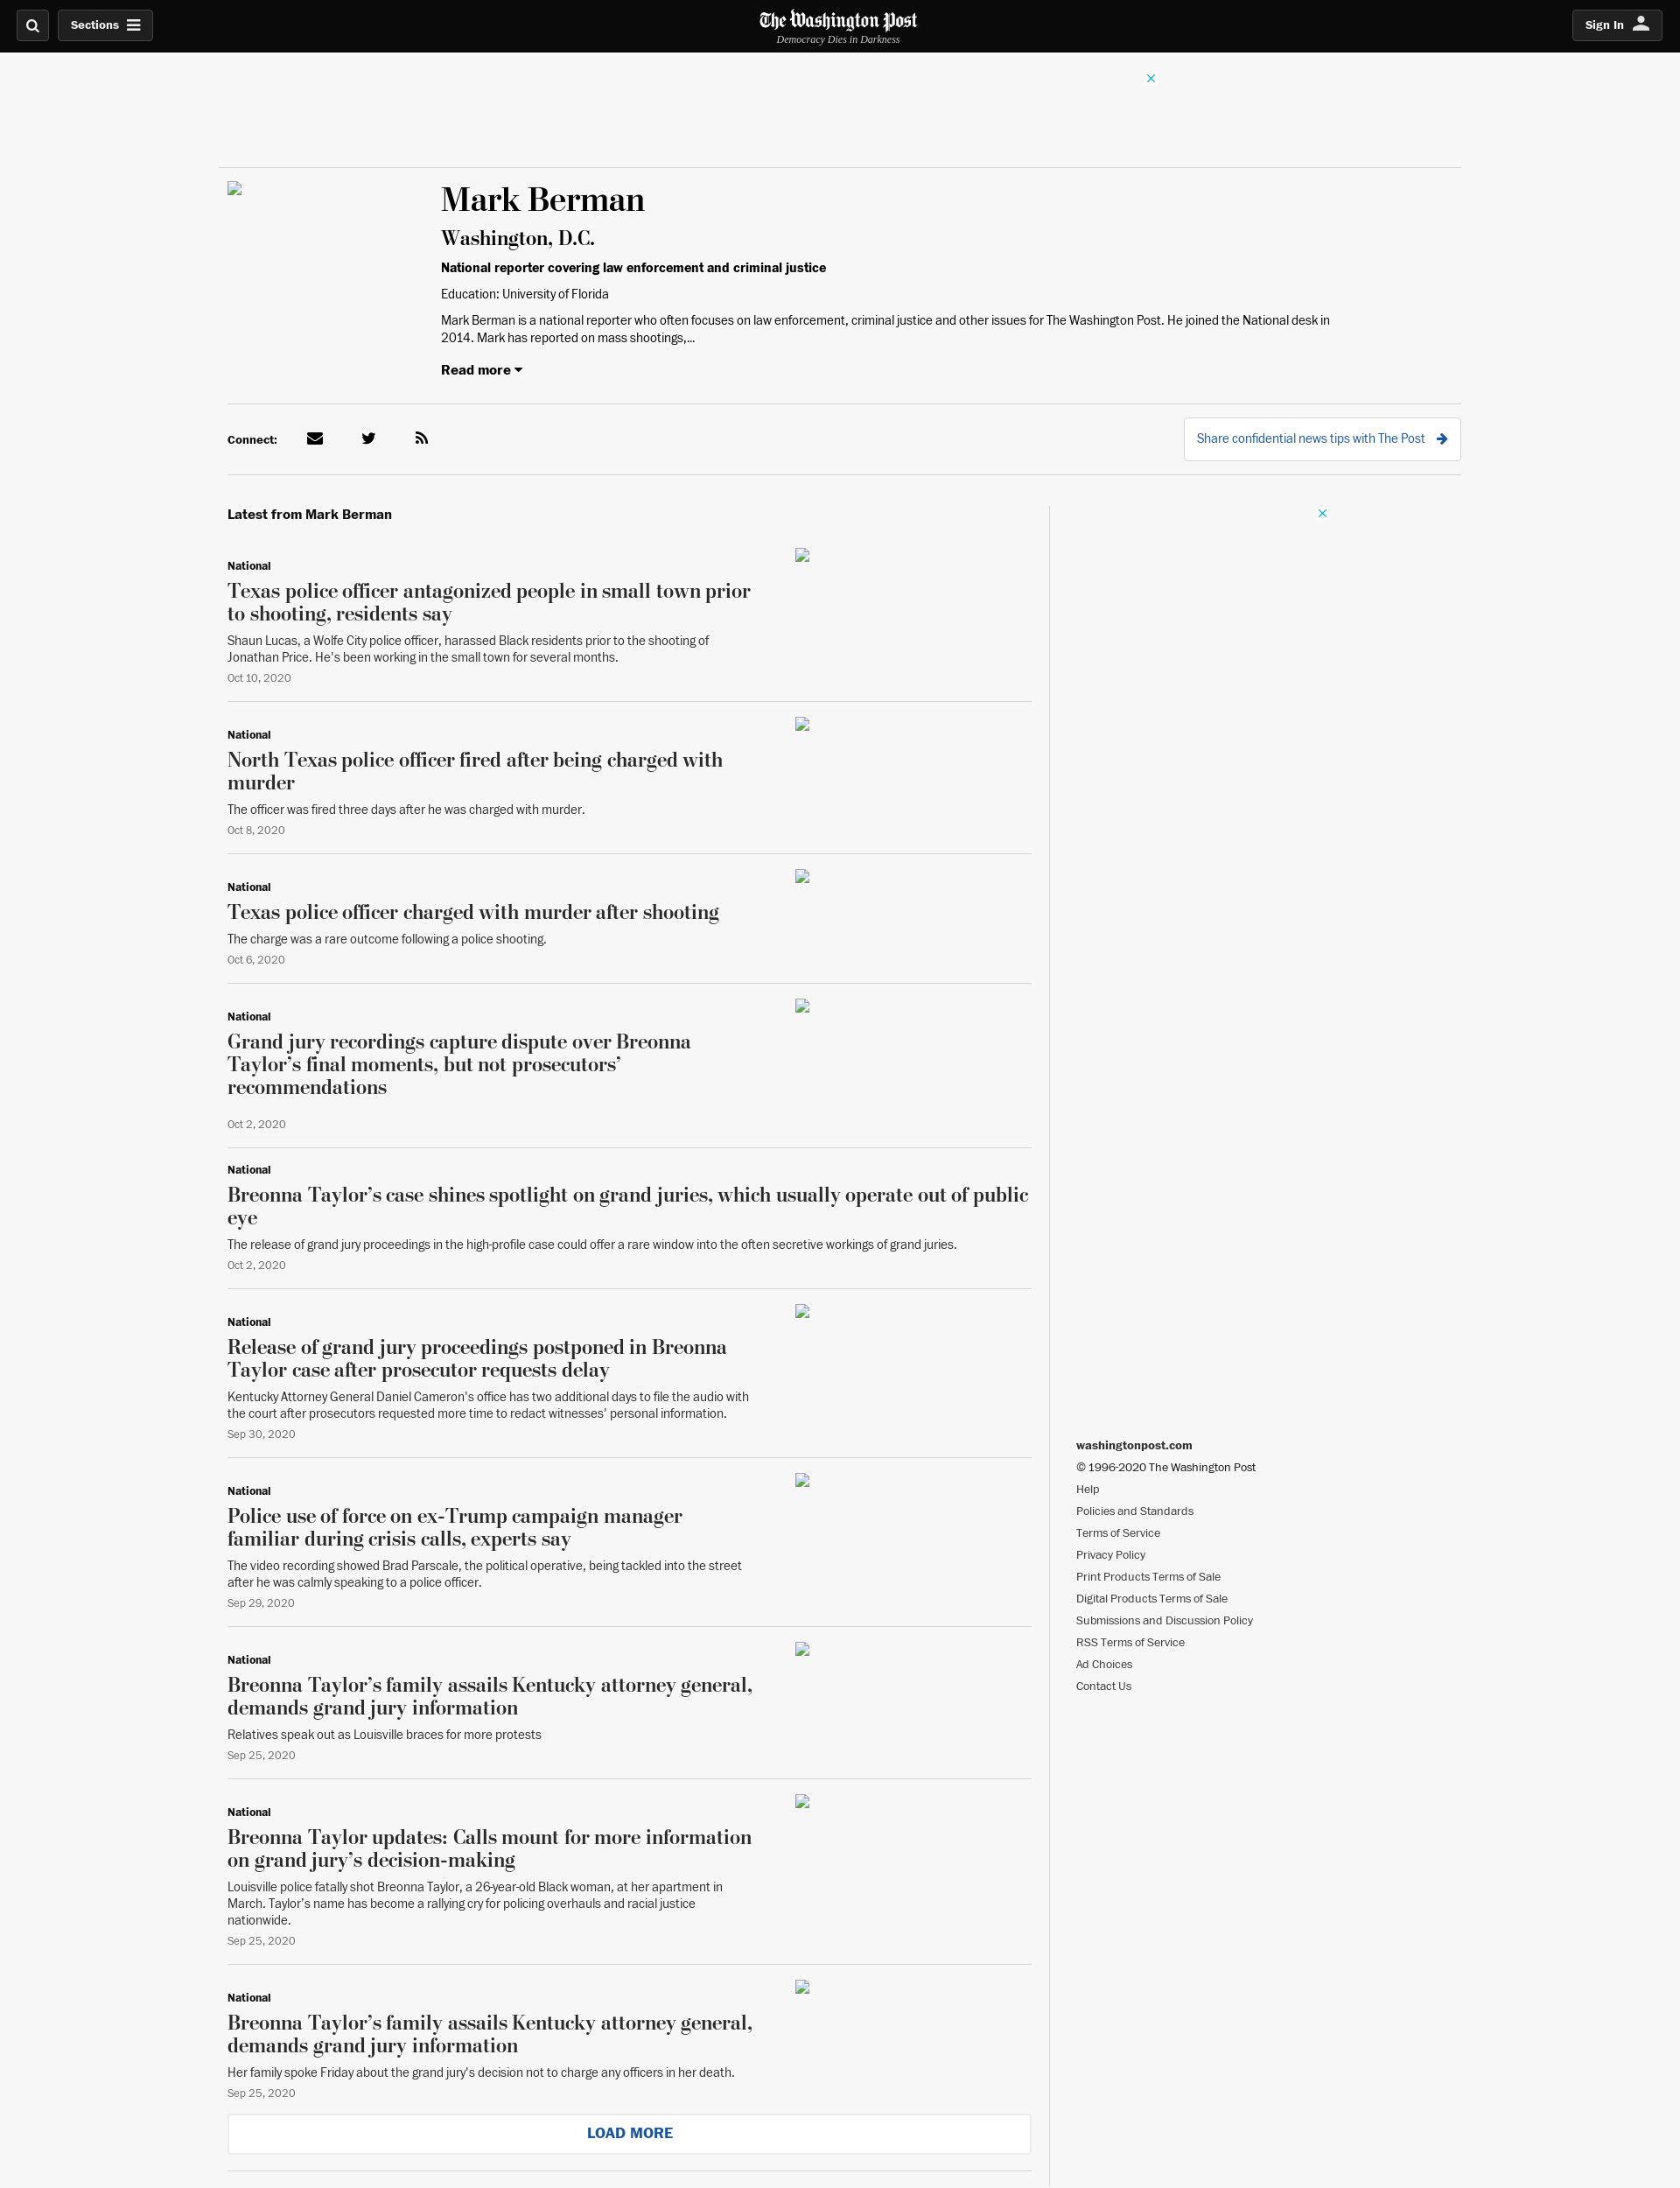 Sections
The Washington Post
Democracy Dies in Darkness
Sign In
Mark Berman
Washington, D.C.
National reporter covering law enforcement and criminal justice
Education: University of Florida
Mark Berman is a national reporter who often focuses on law enforcement, criminal justice and other issues for The Washington Post. He joined the National desk in
2014. Mark has reported on mass shootings,...
Read more
Connect:
Share confidential news tips with The Post
Latest from Mark Berman
National
Texas police officer antagonized people in small town prior
to shooting, residents say
Shaun Lucas, a Wolfe City police officer, harassed Black residents prior to the shooting of
Jonathan Price. He's been working in the small town for several months.
Oct 10, 2020
National
North Texas police officer fired after being charged with
murder
The officer was fired three days after he was charged with murder.
Oct 8, 2020
National
Texas police officer charged with murder after shooting
The charge was a rare outcome following a police shooting.
Oct 6, 2020
National
Grand jury recordings capture dispute over Breonna
Taylor’s final moments, but not prosecutors’
recommendations
Oct 2, 2020
National
Breonna Taylor’s case shines spotlight on grand juries, which usually operate out of public
eye
The release of grand jury proceedings in the high-profile case could offer a rare window into the often secretive workings of grand juries.
Oct 2, 2020
National
Release of grand jury proceedings postponed in Breonna
Taylor case after prosecutor requests delay
Kentucky Attorney General Daniel Cameron's office has two additional days to file the audio with
the court after prosecutors requested more time to redact witnesses' personal information.
Sep 30, 2020
National
Police use of force on ex-Trump campaign manager
familiar during crisis calls, experts say
The video recording showed Brad Parscale, the political operative, being tackled into the street
after he was calmly speaking to a police officer.
Sep 29, 2020
National
Breonna Taylor’s family assails Kentucky attorney general,
demands grand jury information
Relatives speak out as Louisville braces for more protests
Sep 25, 2020
National
Breonna Taylor updates: Calls mount for more information
on grand jury’s decision-making
Louisville police fatally shot Breonna Taylor, a 26-year-old Black woman, at her apartment in
March. Taylor’s name has become a rallying cry for policing overhauls and racial justice
nationwide.
Sep 25, 2020
National
Breonna Taylor’s family assails Kentucky attorney general,
demands grand jury information
Her family spoke Friday about the grand jury's decision not to charge any officers in her death.
Sep 25, 2020
LOAD MORE
washingtonpost.com
© 1996-2020 The Washington Post
Help
Policies and Standards
Terms of Service
Privacy Policy
Print Products Terms of Sale
Digital Products Terms of Sale
Submissions and Discussion Policy
RSS Terms of Service
Ad Choices
Contact Us